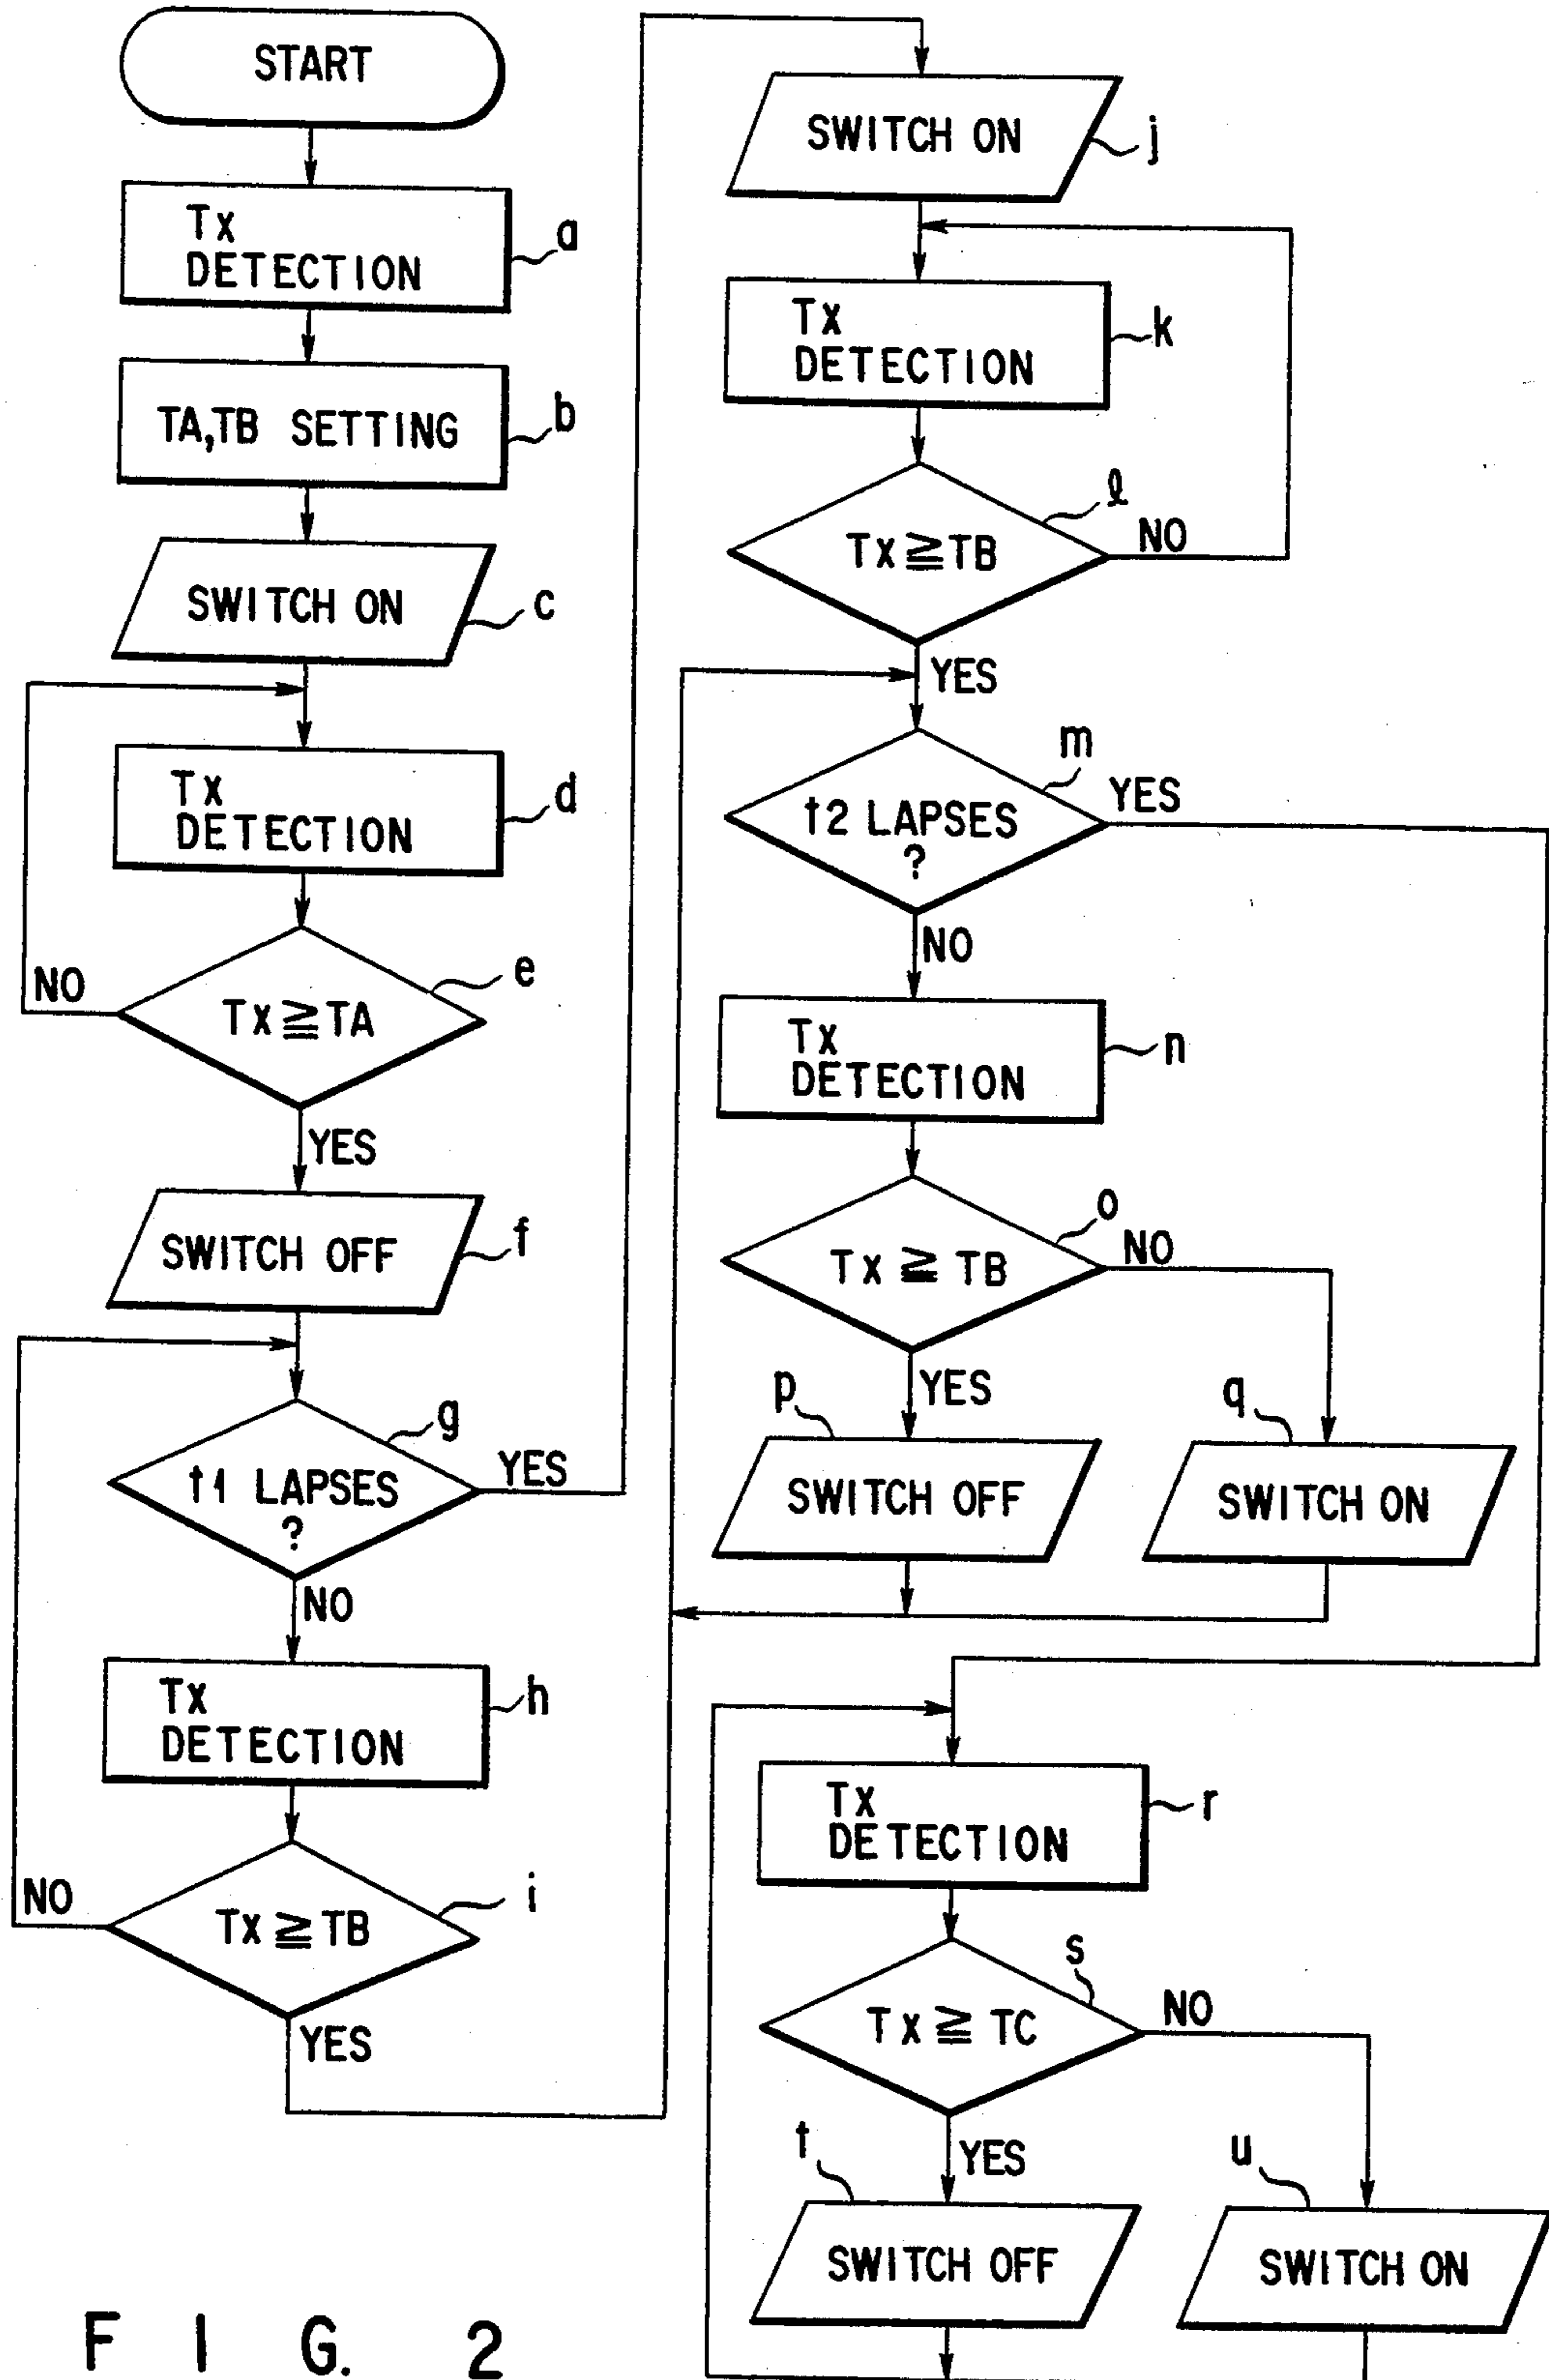 START
Tx
DETECTION
a
TA,TB SETTING
b
SWITCH ON
c
Tx
DETECTION
d
NO
e
Tx ≧ TA
YES
SWITCH OFF
f
g
t1 LAPSES
?
YES
NO
Tx
DETECTION
h
NO
i
Tx ≧ TB
YES
SWITCH ON
j
Tx
DETECTION
k
ℓ
Tx ≧ TB
NO
YES
m
t2 LAPSES
?
YES
NO
Tx
DETECTION
n
o
Tx ≧ TB
NO
YES
p
SWITCH OFF
q
SWITCH ON
Tx
DETECTION
r
s
Tx ≧ TC
NO
YES
t
SWITCH OFF
u
SWITCH ON
FIG. 2